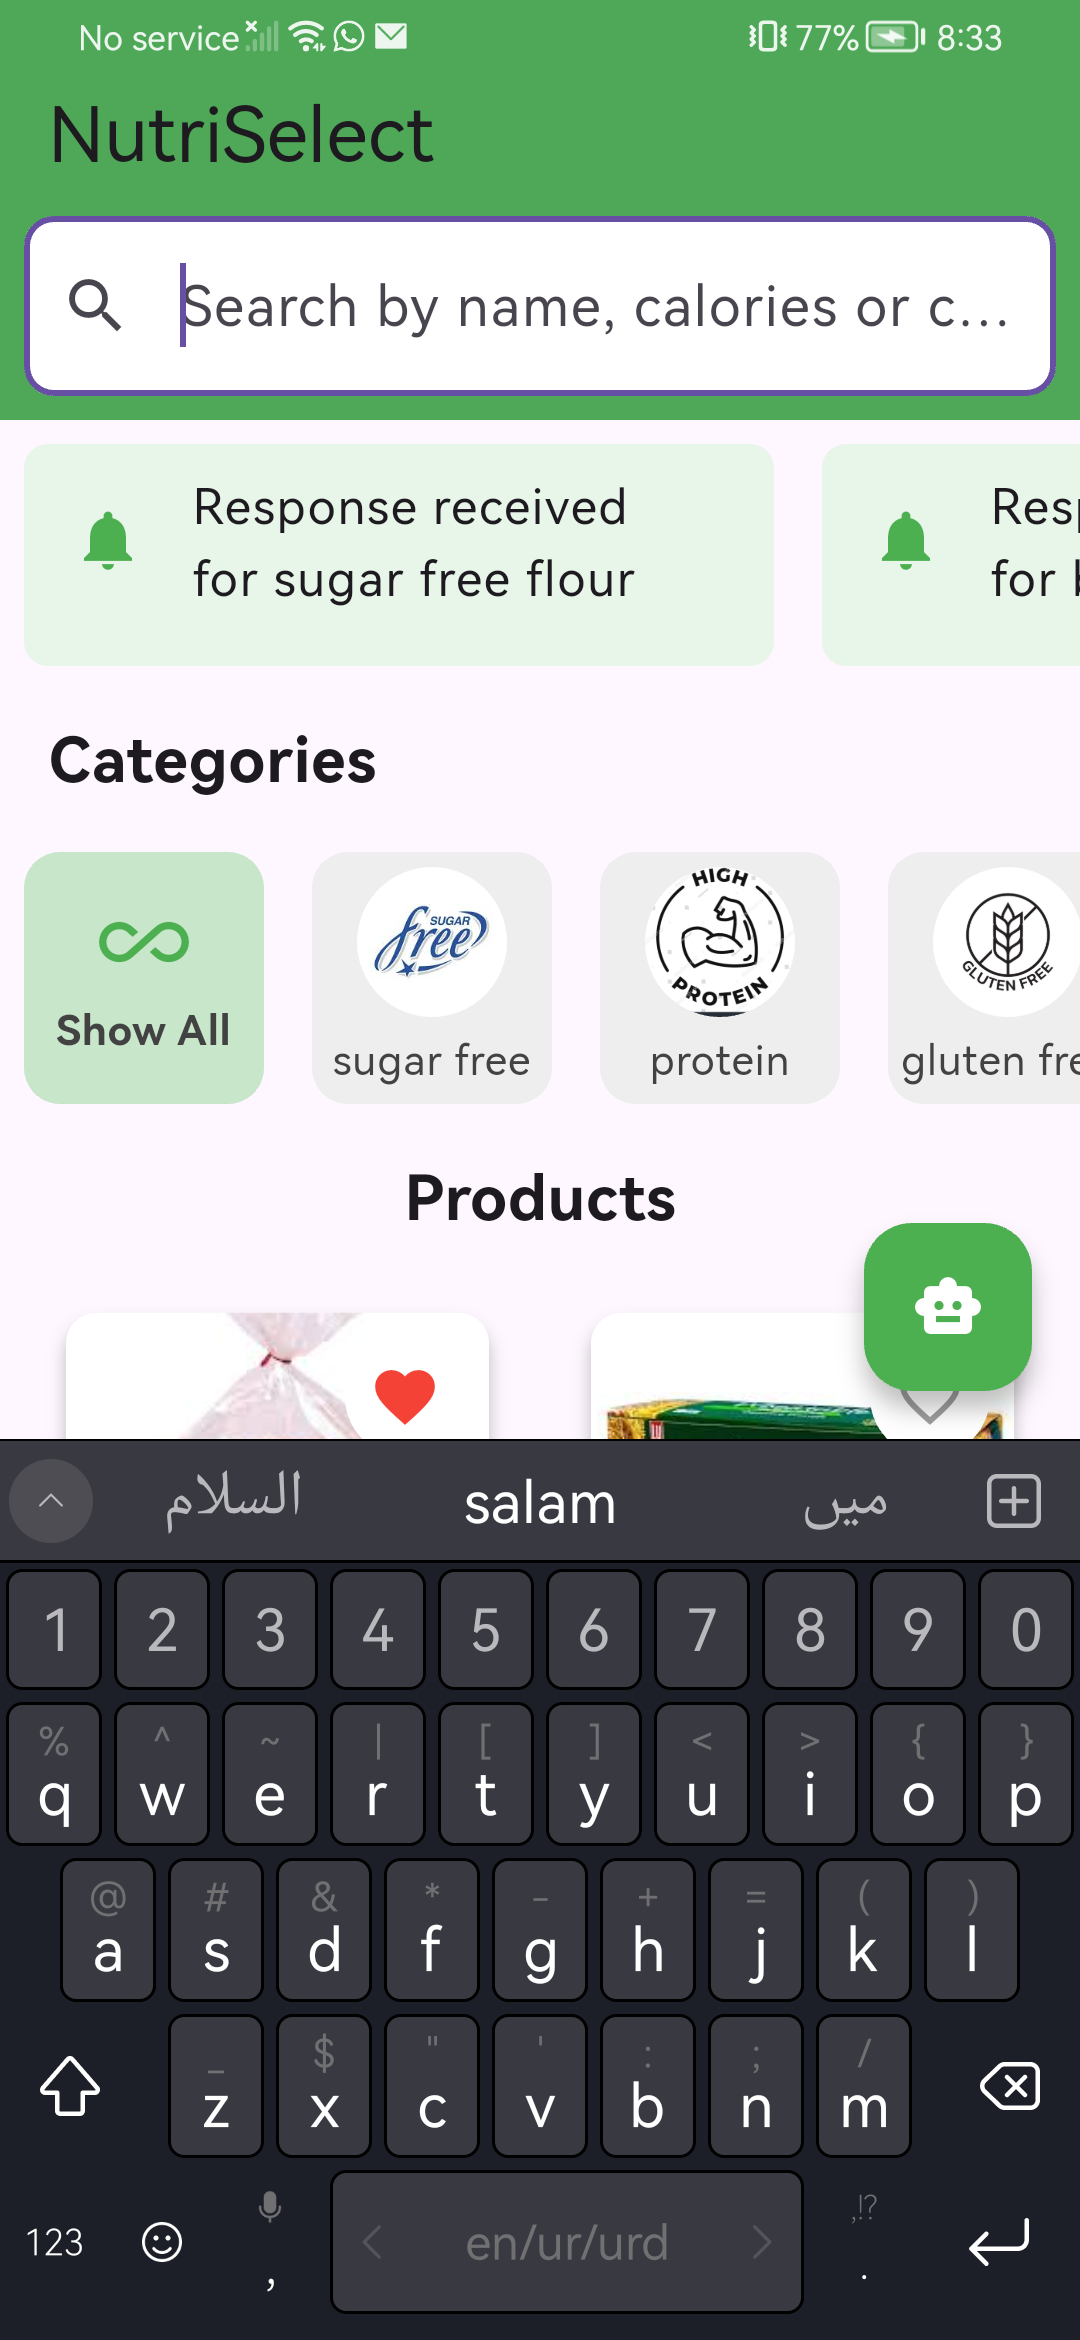 No service 77% 8:33
NutriSelect
Search by name, calories or c...
Response received
for sugar free flour
Resp
for b
Categories
SUGAR
free
HIGH
PROTEIN
GLUTEN FREE
Show All
sugar free
protein
gluten fre
Products
السلام salam میں
1 2 3 4 5 6 7 8 9 0
% ^ ~ | [ ] < > { }
q w e r t y u i o p
@ # & * - + = ( )
a s d f g h j k l
_ $ " ' : ; /
z x c v b n m
,!?
123 , < en/ur/urd > .